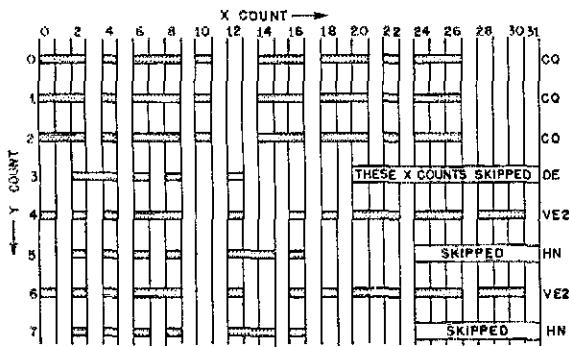 X COUNT
0 2 4 6 8 10 12 14 16 18 20 22 24 26 28 30 31
Y COUNT
0 CQ
1 CQ
2 CQ
3 THESE X COUNTS SKIPPED DE
4 VE2
5 SKIPPED HN
6 VE2
7 SKIPPED HN